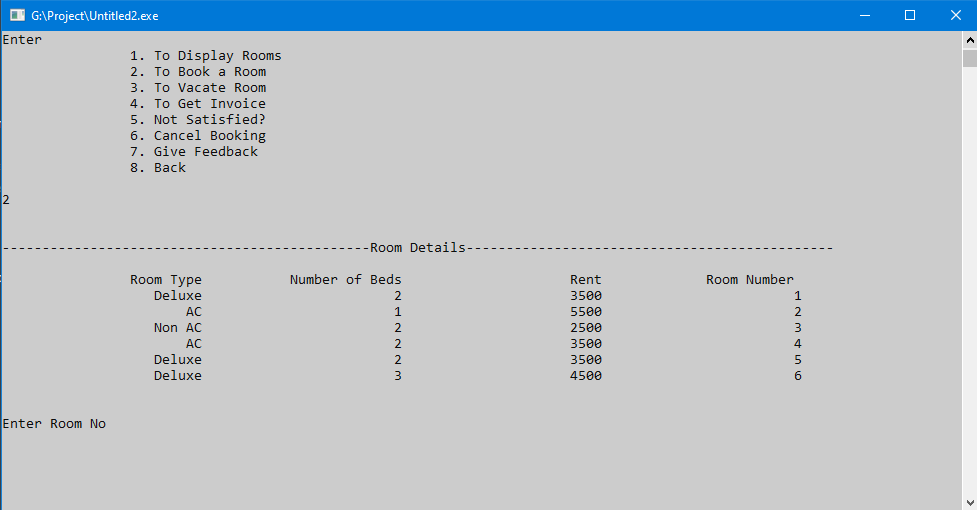 G:\Project\Untitled2.exe
Enter
1. To Display Rooms
2. To Book a Room
3. To Vacate Room
4. To Get Invoice
5. Not Satisfied?
6. Cancel Booking
7. Give Feedback
8. Back
2
----------------------------------------------Room Details----------------------------------------------
Room Type Number of Beds Rent Room Number
Deluxe 2 3500 1
AC 1 5500 2
Non AC 2 2500 3
AC 2 3500 4
Deluxe 2 3500 5
Deluxe 3 4500 6
Enter Room No